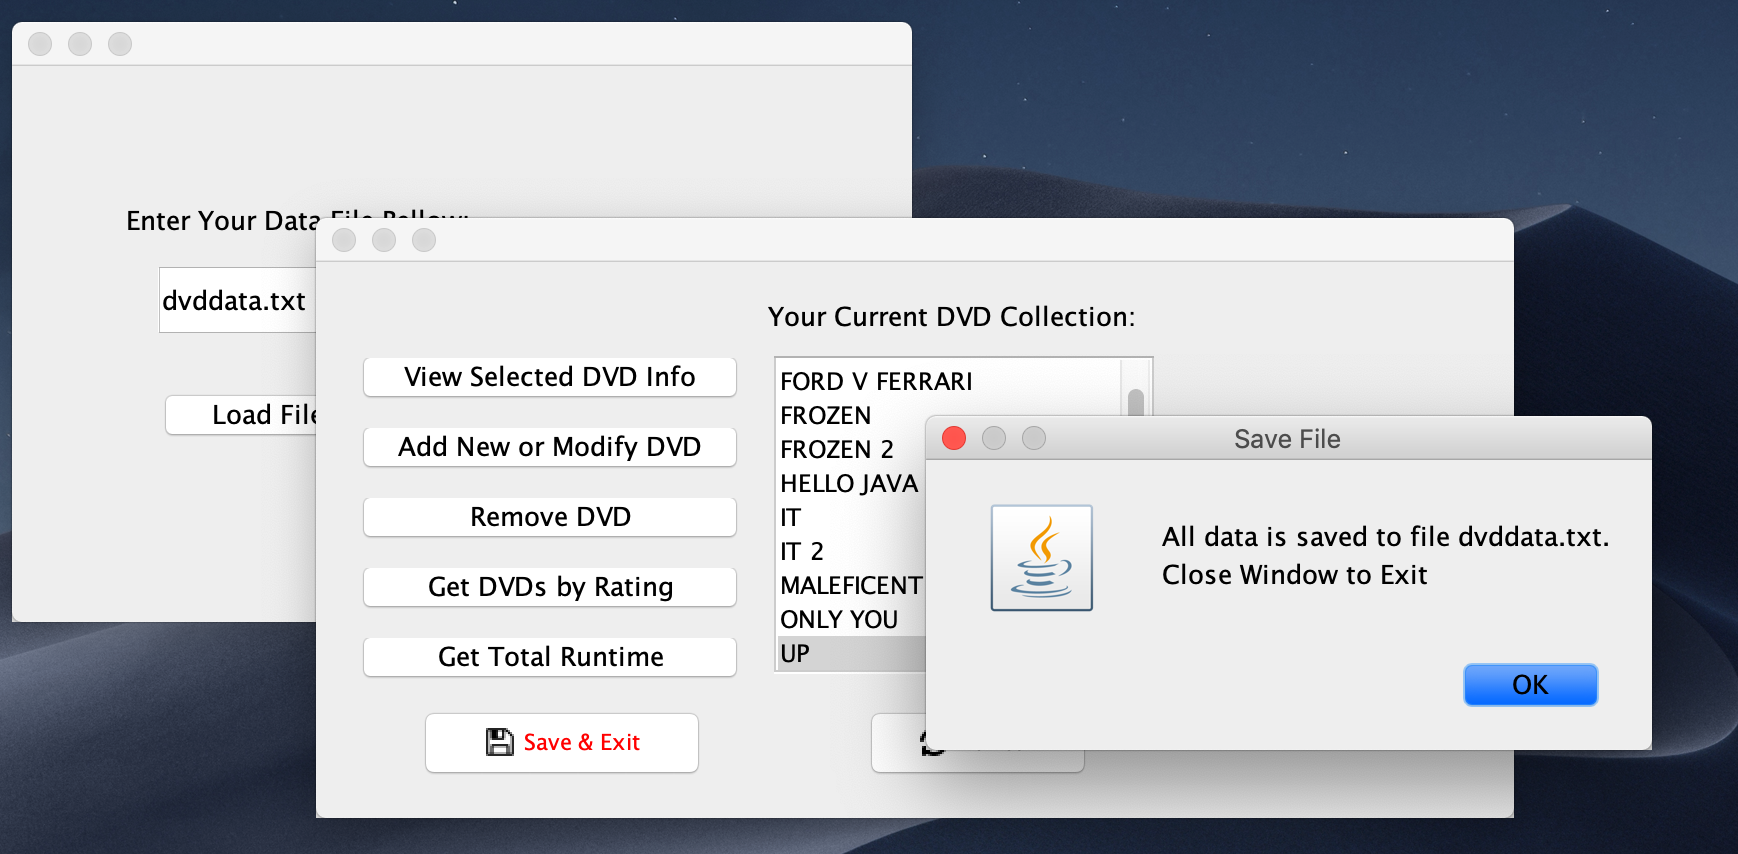 Enter Your Data File Bellow:
dvddata.txt
Load File
Your Current DVD Collection:
View Selected DVD Info
Add New or Modify DVD
Remove DVD
Get DVDs by Rating
Get Total Runtime
Save & Exit
FORD V FERRARI
FROZEN
FROZEN 2
HELLO JAVA
IT
IT 2
MALEFICENT
ONLY YOU
UP
Save File
All data is saved to file dvddata.txt.
Close Window to Exit
OK